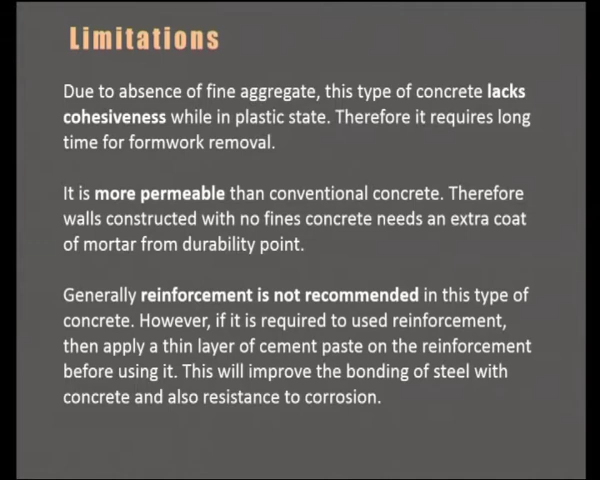 Limitations
Due to absence of fine aggregate, this type of concrete lacks
cohesiveness while in plastic state. Therefore it requires long
time for formwork removal.
It is more permeable than conventional concrete. Therefore
walls constructed with no fines concrete needs an extra coat
of mortar from durability point.
Generally reinforcement is not recommended in this type of
concrete. However, if it is required to used reinforcement,
then apply a thin layer of cement paste on the reinforcement
before using it. This will improve the bonding of steel with
concrete and also resistance to corrosion.